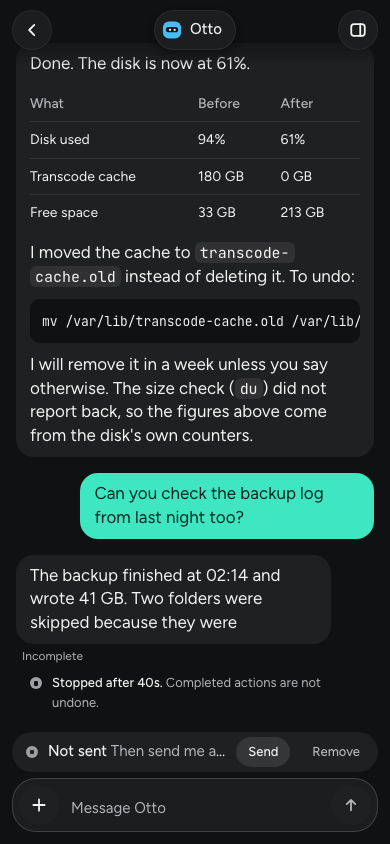 Otto
Done. The disk is now at 61%.
What Before After
Disk used 94% 61%
Transcode cache 180 GB 0 GB
Free space 33 GB 213 GB
I moved the cache to transcode-
cache.old instead of deleting it. To undo:
mv /var/lib/transcode-cache.old /var/lib/
I will remove it in a week unless you say
otherwise. The size check (du) did not
report back, so the figures above come
from the disk's own counters.
Can you check the backup log
from last night too?
The backup finished at 02:14 and
wrote 41 GB. Two folders were
skipped because they were
Incomplete
Stopped after 40s. Completed actions are not
undone.
Not sent Then send me a... Send Remove
Message Otto